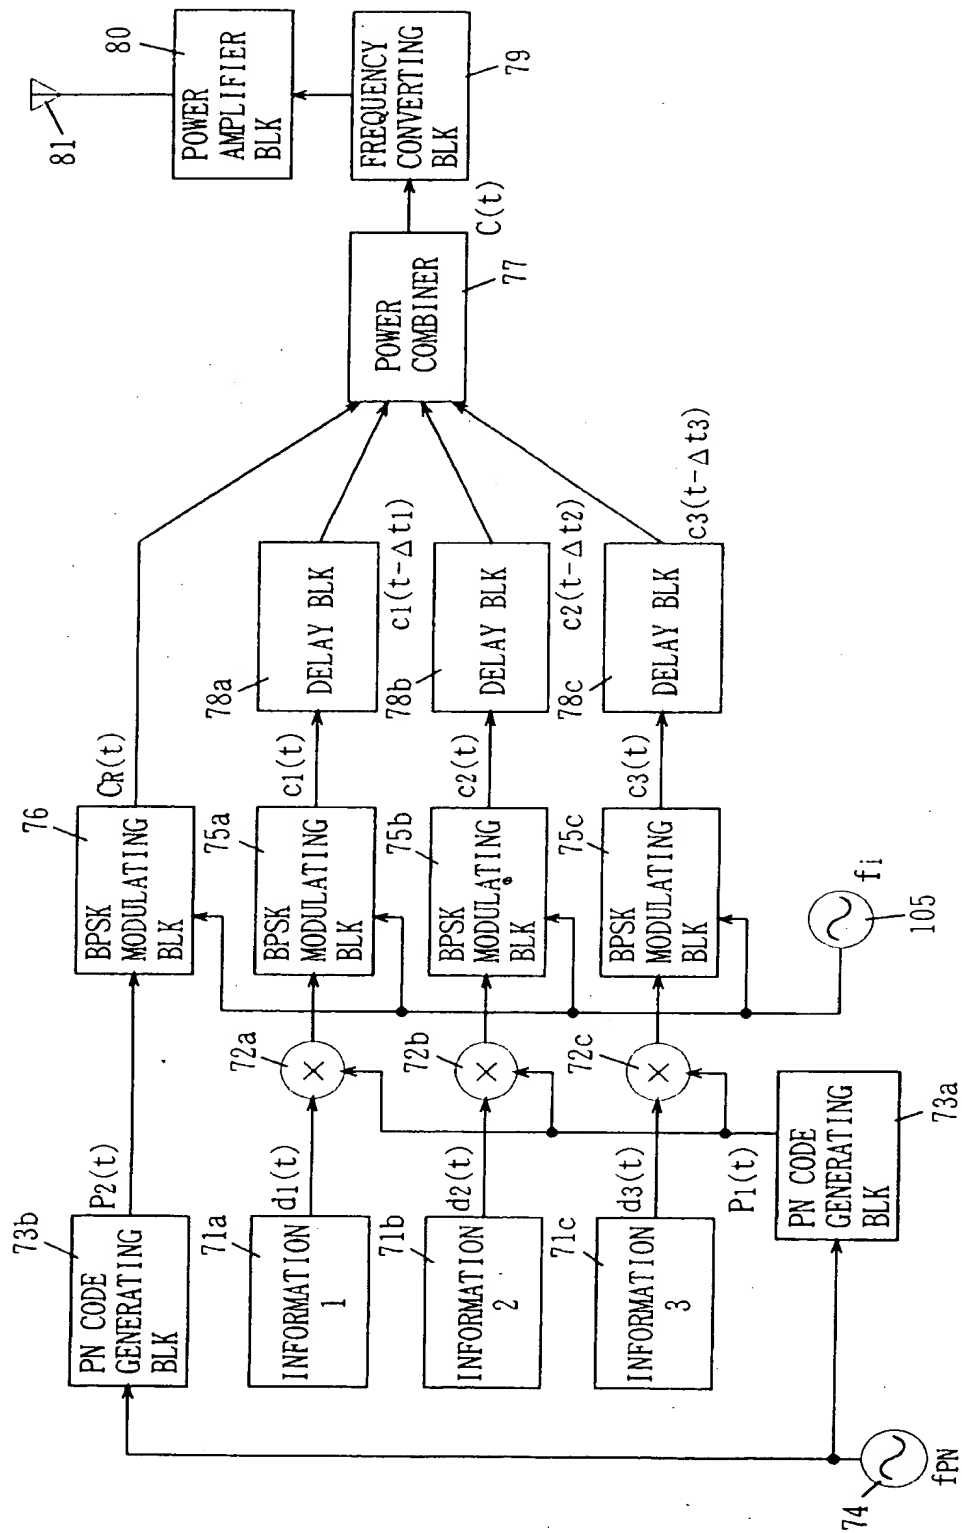 73b
PN CODE
GENERATING
BLK
P2(t)
76
BPSK
MODULATING
BLK
CR(t)
71a
INFORMATION
1
d1(t)
72a
×
75a
BPSK
MODULATING
BLK
c1(t)
78a
DELAY BLK
c1(t-Δt1)
71b
INFORMATION
2
d2(t)
72b
×
75b
BPSK
MODULATING
BLK
c2(t)
78b
DELAY BLK
c2(t-Δt2)
71c
INFORMATION
3
d3(t)
72c
×
75c
BPSK
MODULATING
BLK
c3(t)
78c
DELAY BLK
c3(t-Δt3)
P1(t)
PN CODE
GENERATING
BLK
73a
74
fPN
fi
105
POWER
COMBINER
77
C(t)
FREQUENCY
CONVERTING
BLK
79
80
POWER
AMPLIFIER
BLK
81